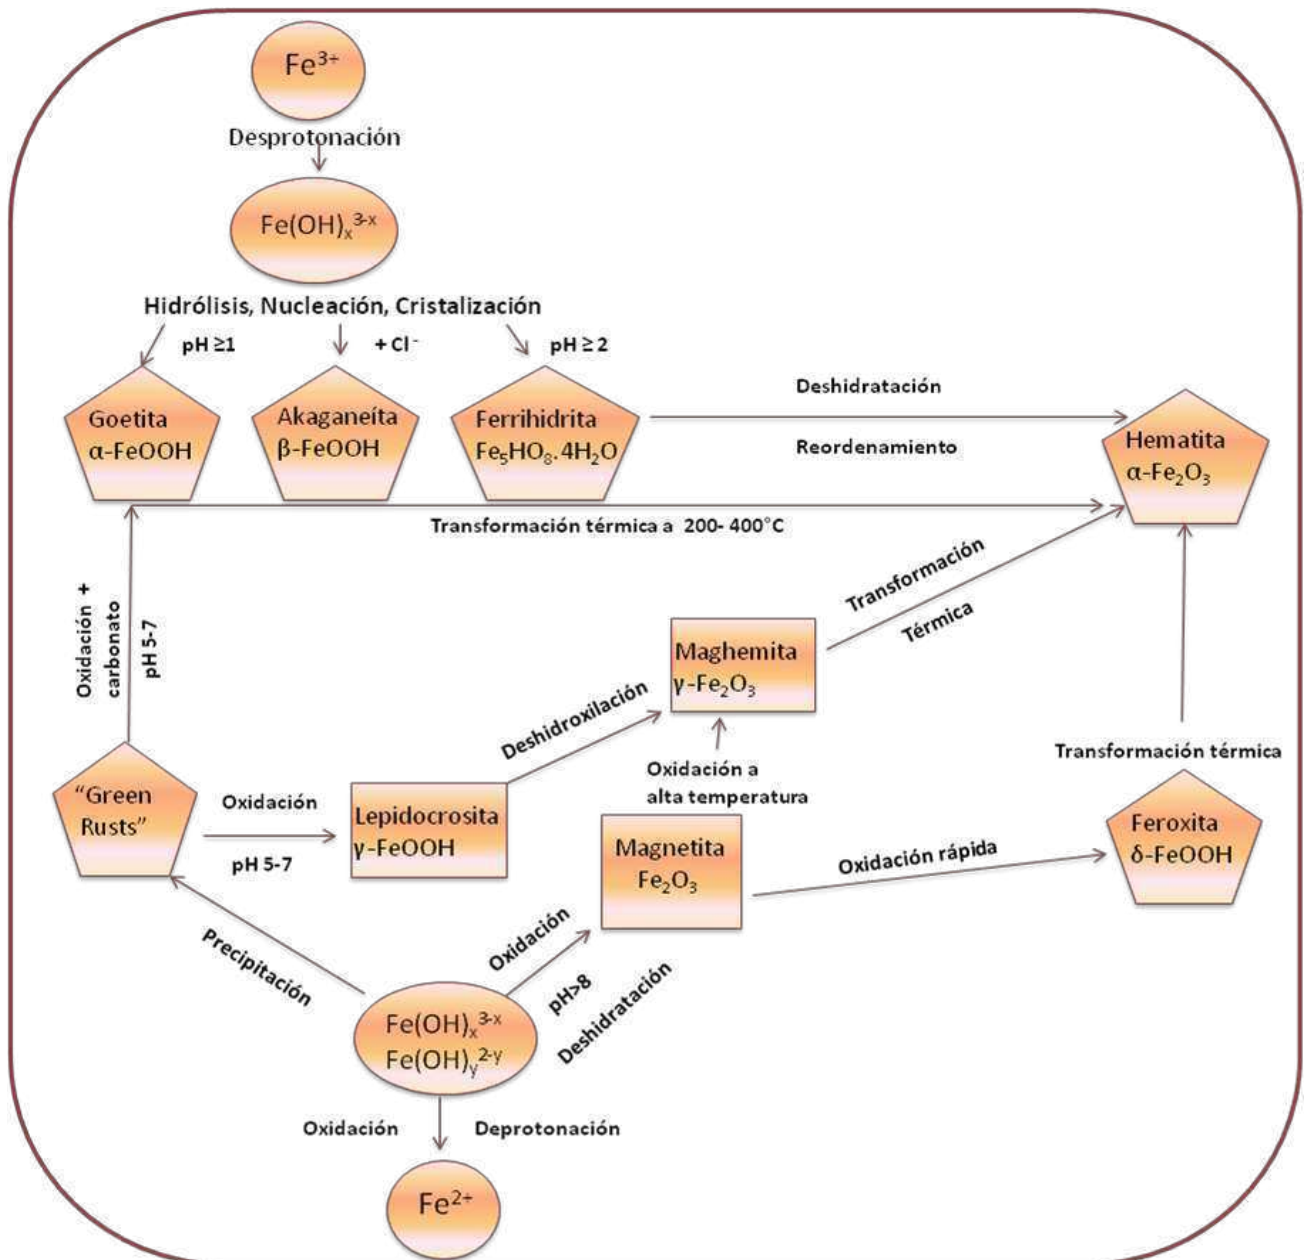 Fe³⁺
Desprotonación
Fe(OH)ₓ³⁻ˣ
Hidrólisis, Nucleación, Cristalización
pH ≥1
+ Cl⁻
pH ≥ 2
Goetita
α-FeOOH
Akaganeíta
β-FeOOH
Ferrihidrita
Fe₅HO₈.4H₂O
Deshidratación
Reordenamiento
Hematita
α-Fe₂O₃
Transformación térmica a 200- 400°C
Oxidación +
carbonato
pH 5-7
Transformación
Térmica
Maghemita
γ-Fe₂O₃
Deshidroxilación
Oxidación a
alta temperatura
Transformación térmica
"Green
Rusts"
Oxidación
pH 5-7
Lepidocrosita
γ-FeOOH
Magnetita
Fe₂O₃
Oxidación rápida
Feroxita
δ-FeOOH
Precipitación
Oxidación
pH>8
Deshidratación
Fe(OH)ₓ³⁻ˣ
Fe(OH)ᵧ²⁻ʸ
Oxidación
Deprotonación
Fe²⁺